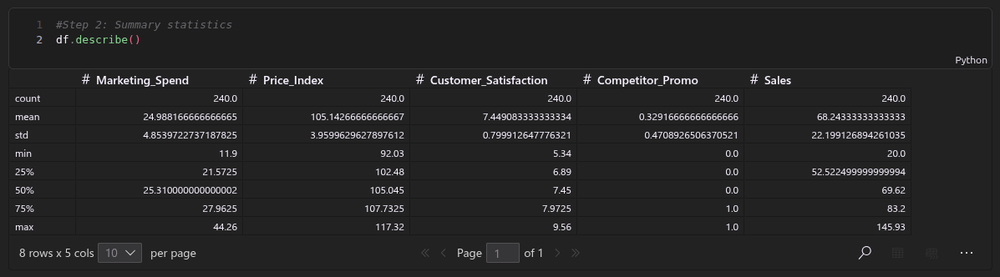 1 #Step 2: Summary statistics
2 df.describe()
Python
# Marketing_Spend # Price_Index # Customer_Satisfaction # Competitor_Promo # Sales
count 240.0 240.0 240.0 240.0 240.0
mean 24.988166666666665 105.14266666666667 7.449083333333334 0.32916666666666666 68.24333333333333
std 4.8539722737187825 3.9599629627897612 0.799912647776321 0.4708926506370521 22.199126894261035
min 11.9 92.03 5.34 0.0 20.0
25% 21.5725 102.48 6.89 0.0 52.522499999999994
50% 25.310000000000002 105.045 7.45 0.0 69.62
75% 27.9625 107.7325 7.9725 1.0 83.2
max 44.26 117.32 9.56 1.0 145.93
8 rows x 5 cols 10 per page Page 1 of 1